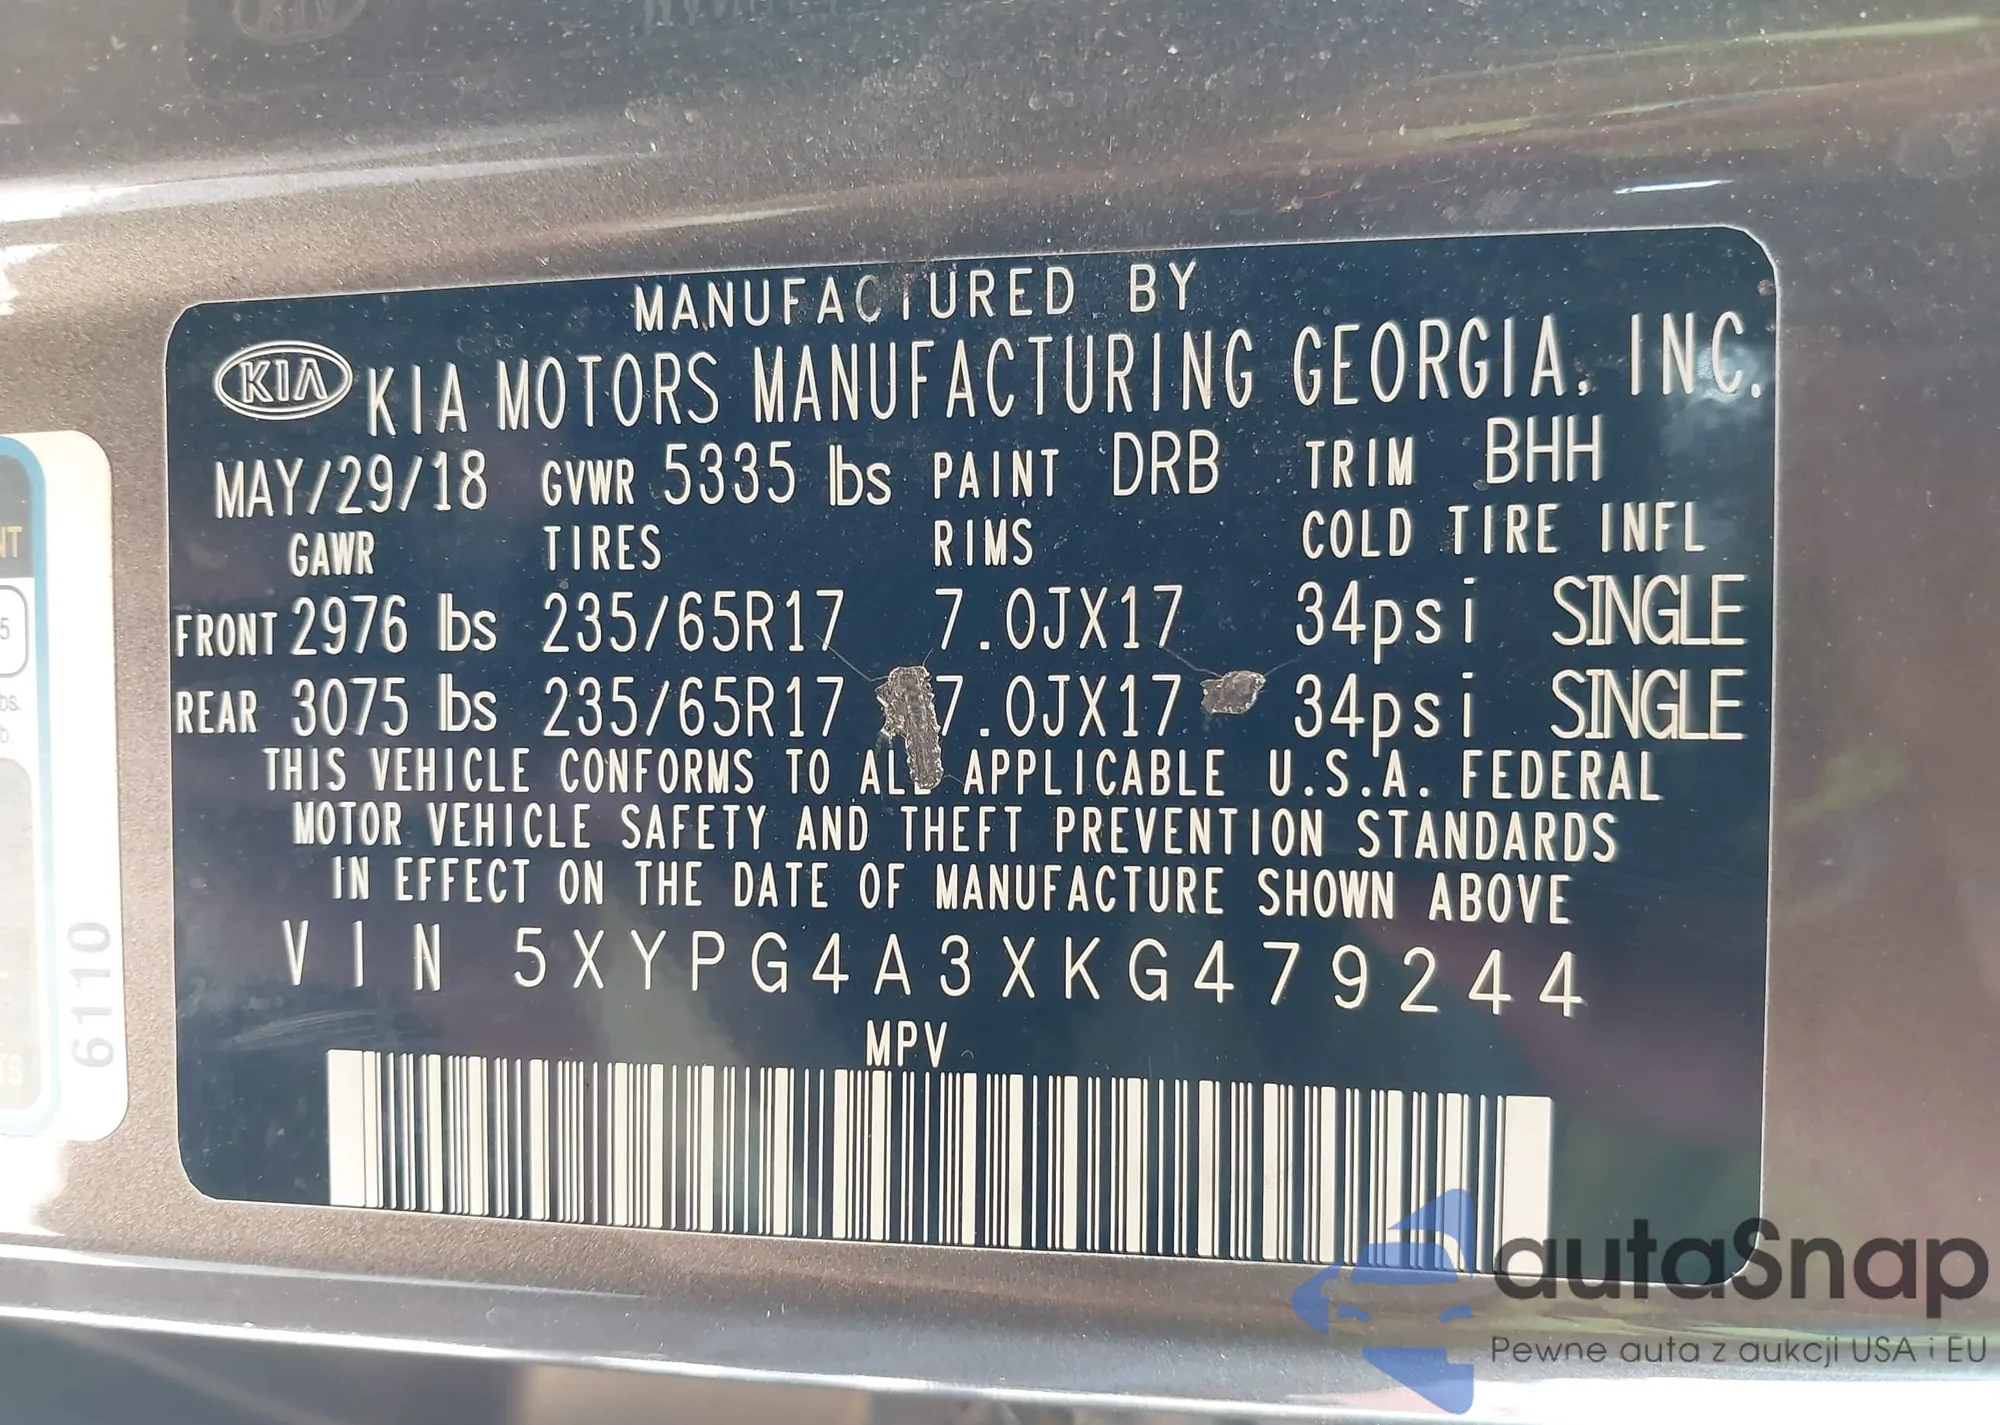 MANUFACTURED BY
KIA KIA MOTORS MANUFACTURING GEORGIA, INC.
MAY/29/18 GVWR 5335 lbs PAINT DRB TRIM BHH
GAWR TIRES RIMS COLD TIRE INFL
FRONT 2976 lbs 235/65R17 7.0JX17 34psi SINGLE
REAR 3075 lbs 235/65R17 7.0JX17 34psi SINGLE
THIS VEHICLE CONFORMS TO ALL APPLICABLE U.S.A. FEDERAL
MOTOR VEHICLE SAFETY AND THEFT PREVENTION STANDARDS
IN EFFECT ON THE DATE OF MANUFACTURE SHOWN ABOVE
VIN 5XYPG4A3XKG479244
MPV
6110
autaSnap
Pewne auta z aukcji USA i EU